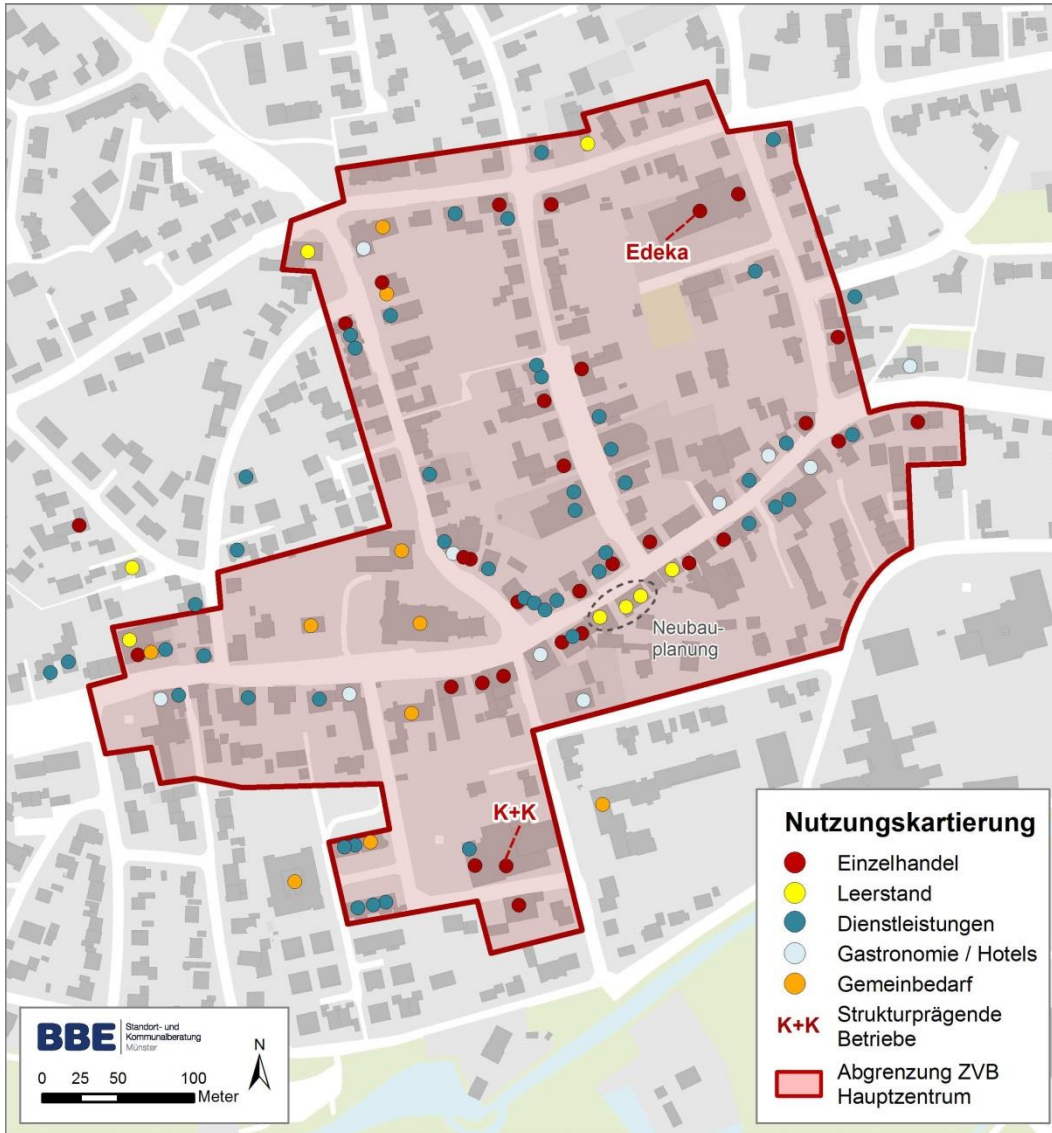 Edeka
Neubau-
planung
K+K
Nutzungskartierung
Einzelhandel
Leerstand
Dienstleistungen
Gastronomie / Hotels
Gemeinbedarf
K+K Strukturprägende
Betriebe
Abgrenzung ZVB
Hauptzentrum
BBE Standort- und
Kommunalberatung
Münster
N
0 25 50 100
Meter